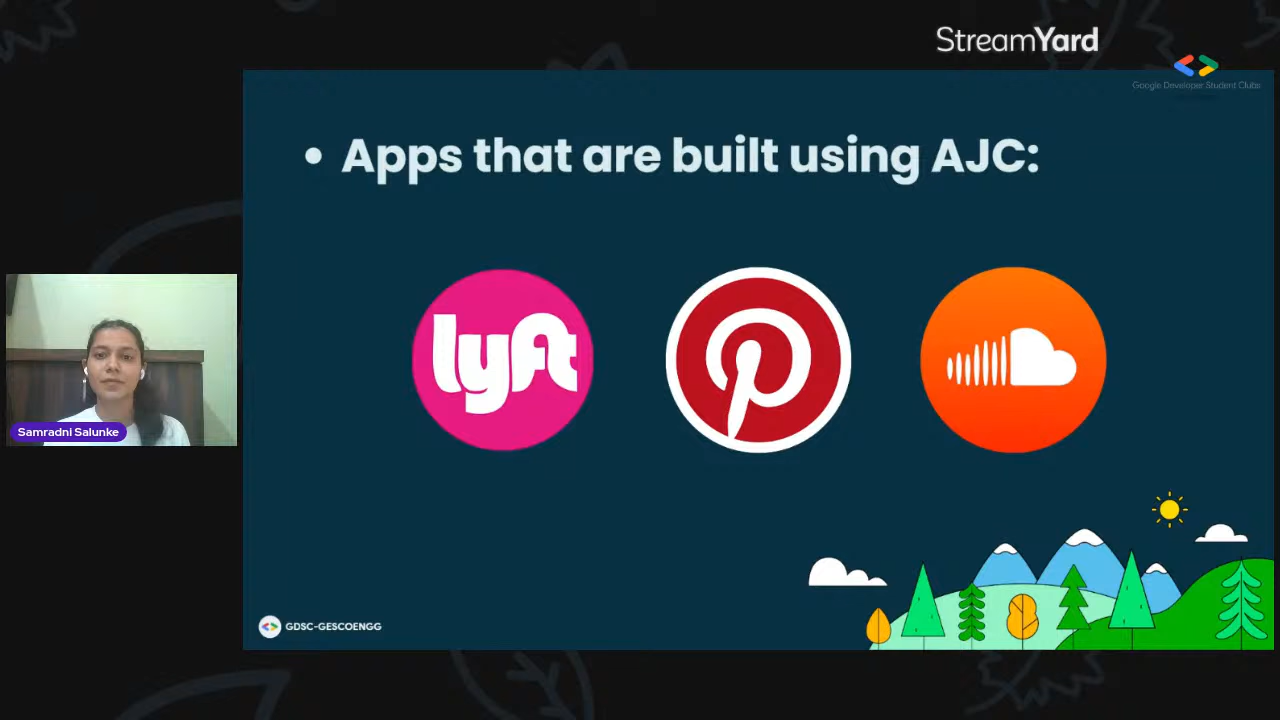 StreamYard
Google Developer Student Clubs
• Apps that are built using AJC:
lyft
Samradni Salunke
GDSC-GESCOENGG